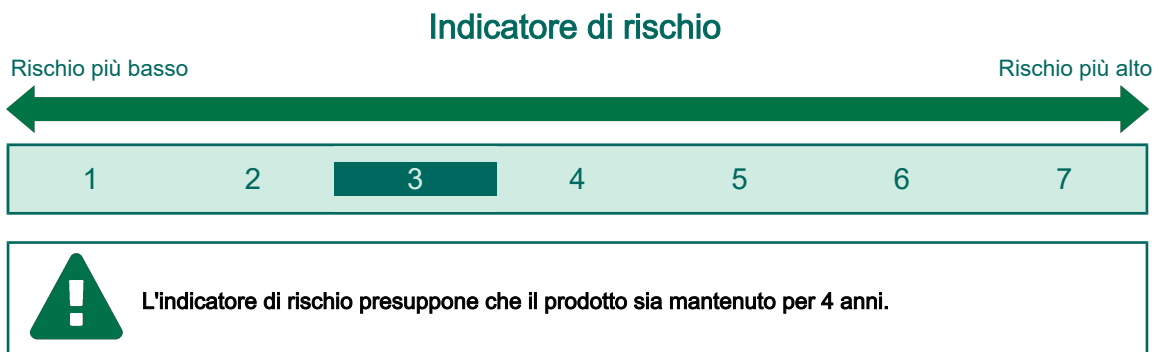 Indicatore di rischio
Rischio più basso Rischio più alto
1 2 3 4 5 6 7
L'indicatore di rischio presuppone che il prodotto sia mantenuto per 4 anni.